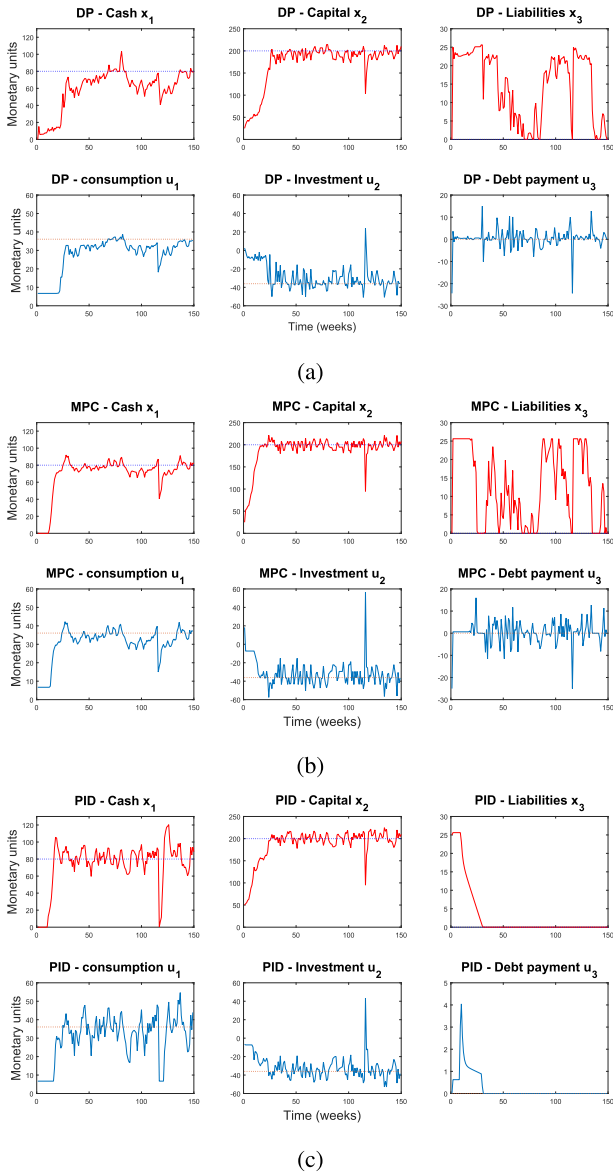 DP - Cash x1
DP - Capital x2
DP - Liabilities x3
Monetary units
0 20 40 60 80 100 120
0 50 100 150
0 50 100 150 200 250
0 50 100 150
0 5 10 15 20 25 30
0 50 100 150
DP - consumption u1
DP - Investment u2
DP - Debt payment u3
0 10 20 30 40 50 60
0 50 100 150
-60 -40 -20 0 20 40 60
0 50 100 150
-30 -20 -10 0 10 20
0 50 100 150
Time (weeks)
(a)
MPC - Cash x1
MPC - Capital x2
MPC - Liabilities x3
Monetary units
0 20 40 60 80 100 120
0 50 100 150
0 50 100 150 200 250
0 50 100 150
0 5 10 15 20 25 30
0 50 100 150
MPC - consumption u1
MPC - Investment u2
MPC - Debt payment u3
0 10 20 30 40 50 60
0 50 100 150
-60 -40 -20 0 20 40 60
0 50 100 150
-30 -20 -10 0 10 20
0 50 100 150
Time (weeks)
(b)
PID - Cash x1
PID - Capital x2
PID - Liabilities x3
Monetary units
0 20 40 60 80 100 120
0 50 100 150
0 50 100 150 200 250
0 50 100 150
0 5 10 15 20 25 30
0 50 100 150
PID - consumption u1
PID - Investment u2
PID - Debt payment u3
0 10 20 30 40 50 60
0 50 100 150
-60 -40 -20 0 20 40 60
0 50 100 150
0 1 2 3 4 5
0 50 100 150
Time (weeks)
(c)